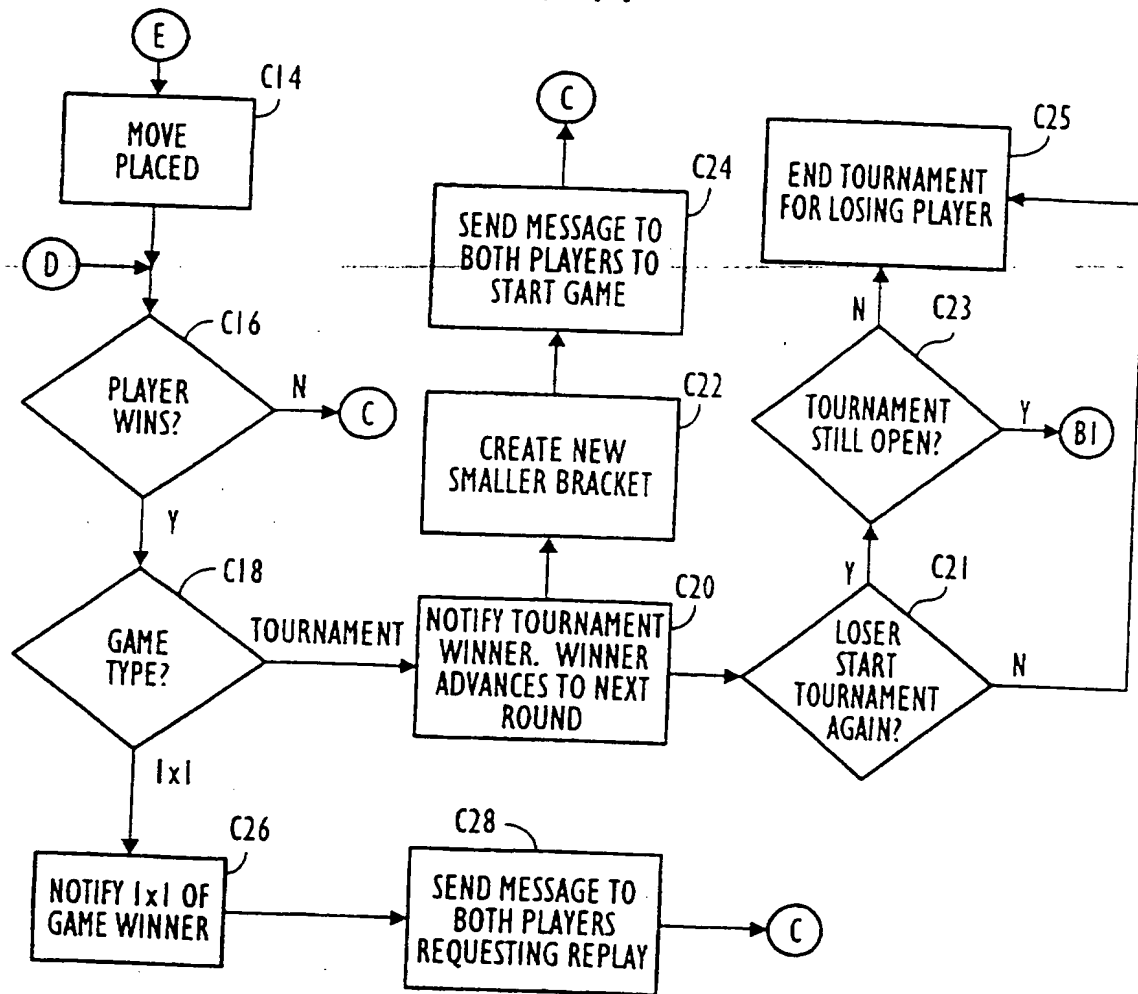 E
C14
MOVE
PLACED
D
C16
PLAYER
WINS?
N
C
Y
C18
GAME
TYPE?
TOURNAMENT
1x1
C26
NOTIFY 1x1 OF
GAME WINNER
C28
SEND MESSAGE TO
BOTH PLAYERS
REQUESTING REPLAY
C
C
C24
SEND MESSAGE TO
BOTH PLAYERS TO
START GAME
C22
CREATE NEW
SMALLER BRACKET
C20
NOTIFY TOURNAMENT
WINNER. WINNER
ADVANCES TO NEXT
ROUND
C25
END TOURNAMENT
FOR LOSING PLAYER
N
C23
TOURNAMENT
STILL OPEN?
Y
B1
Y
C21
LOSER
START
TOURNAMENT
AGAIN?
N